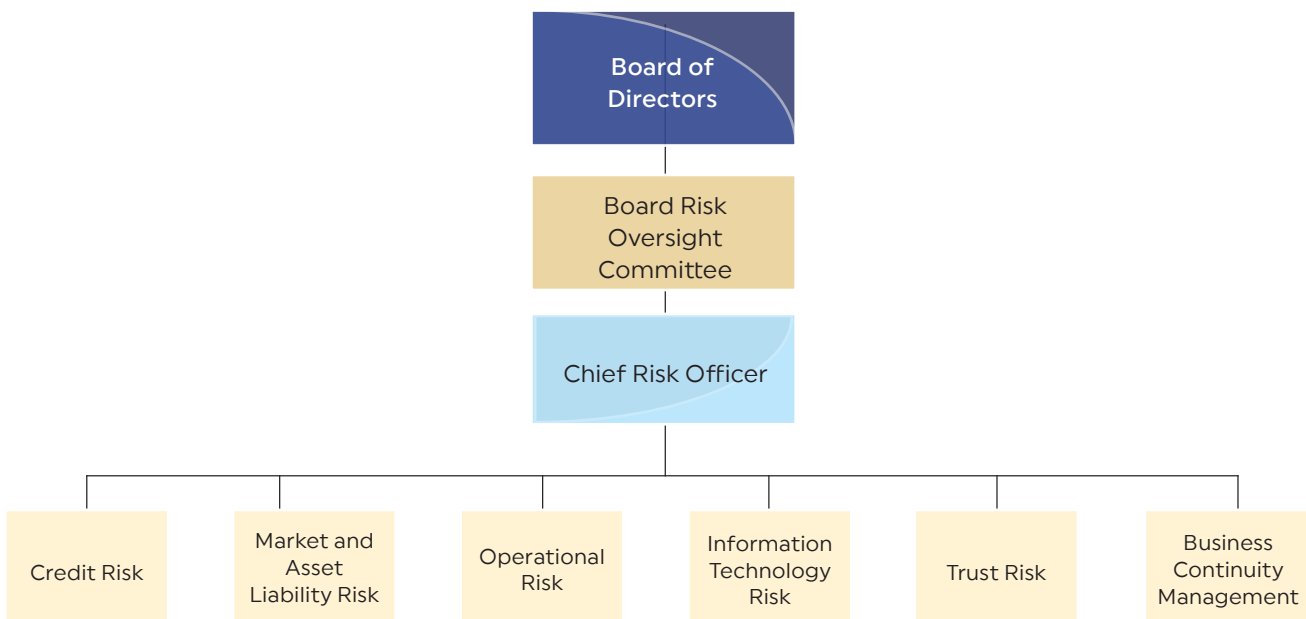 Board of
Directors
Board Risk
Oversight
Committee
Chief Risk Officer
Credit Risk
Market and
Asset
Liability Risk
Operational
Risk
Information
Technology
Risk
Trust Risk
Business
Continuity
Management